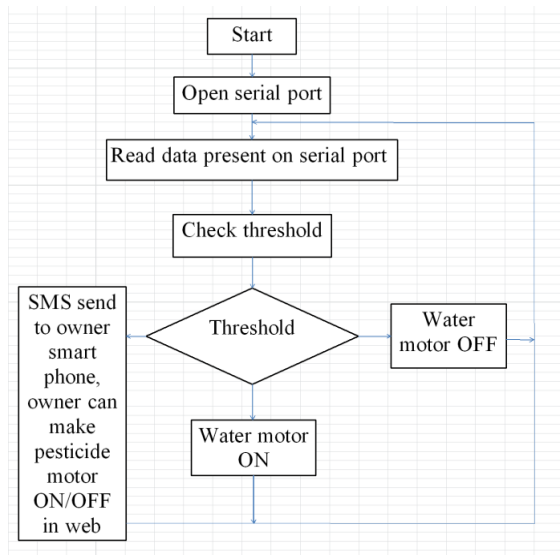 Start
Open serial port
Read data present on serial port
Check threshold
Threshold
SMS send
to owner
smart
phone,
owner can
make
pesticide
motor
ON/OFF
in web
Water
motor OFF
Water motor
ON